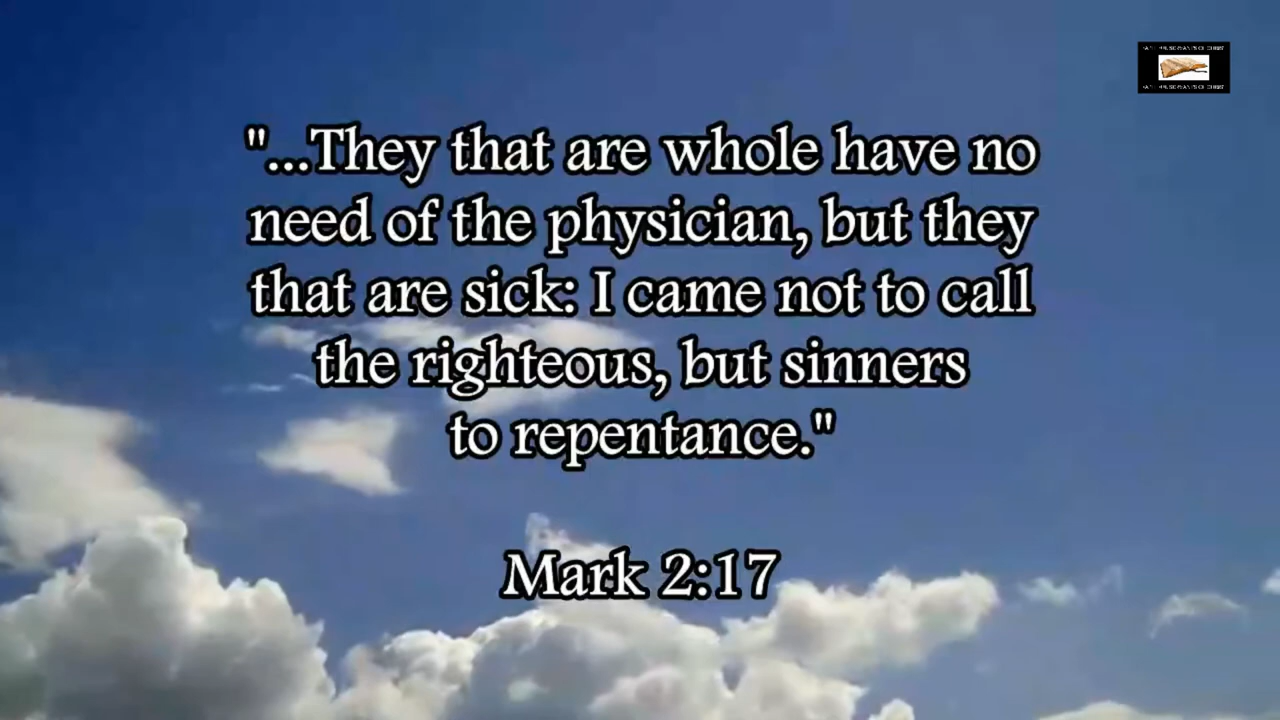 "...They that are whole have no
need of the physician, but they
that are sick: I came not to call
the righteous, but sinners
to repentance."
Mark 2:17